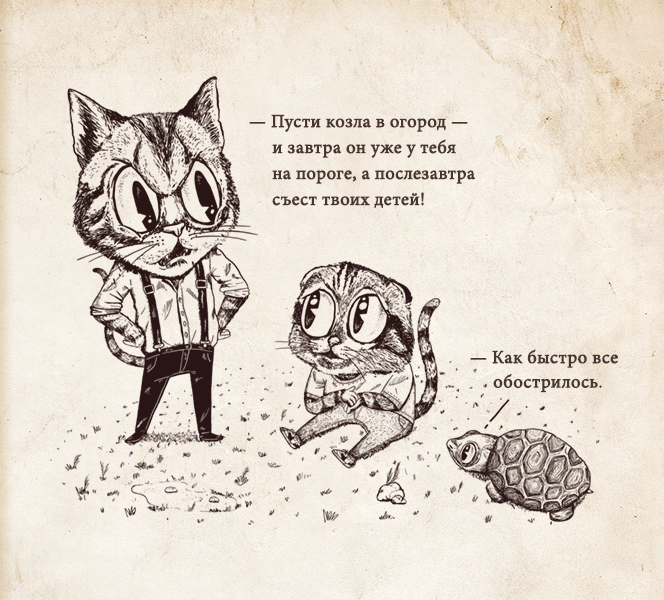 — Пусти козла в огород —
и завтра он уже у тебя
на пороге, а послезавтра
съест твоих детей!
— Как быстро все
обострилось.